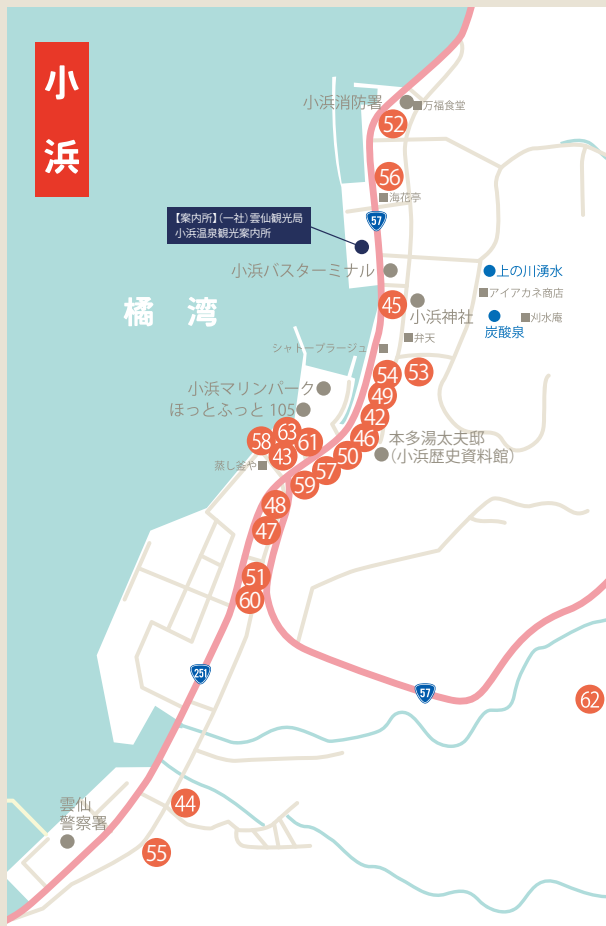 小
浜
小浜消防署
万福食堂
52
56
海花亭
57
【案内所】(一社)雲仙観光局
小浜温泉観光案内所
小浜バスターミナル
上の川湧水
アイアカネ商店
45
小浜神社
刈水庵
炭酸泉
橘 湾
弁天
シャトープラージュ
54
53
小浜マリンパーク
49
ほっとふっと 105
42
63
58
61
46
本多湯太夫邸
(小浜歴史資料館)
43
50
蒸し釜や
57
59
48
47
51
60
251
57
62
44
雲仙
警察署
55